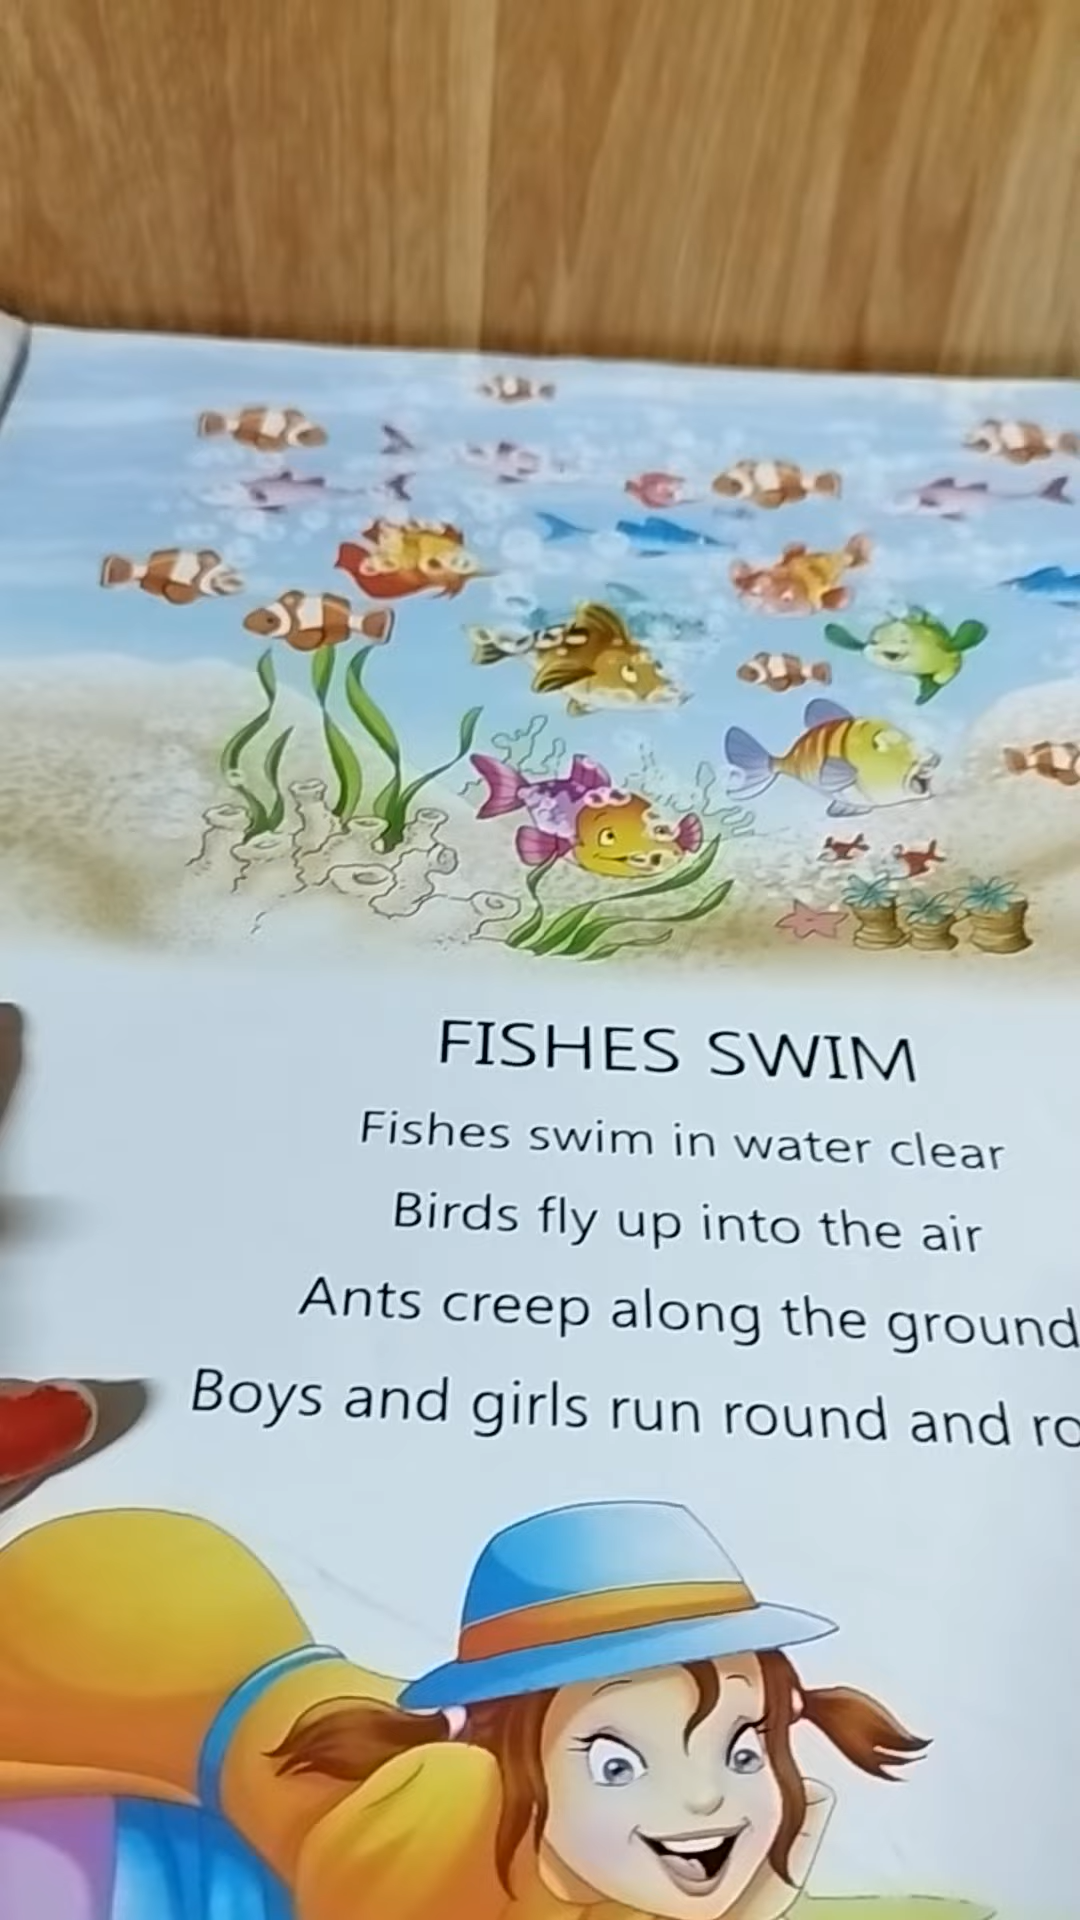 FISHES SWIM
Fishes swim in water clear
Birds fly up into the air
Ants creep along the ground
Boys and girls run round and